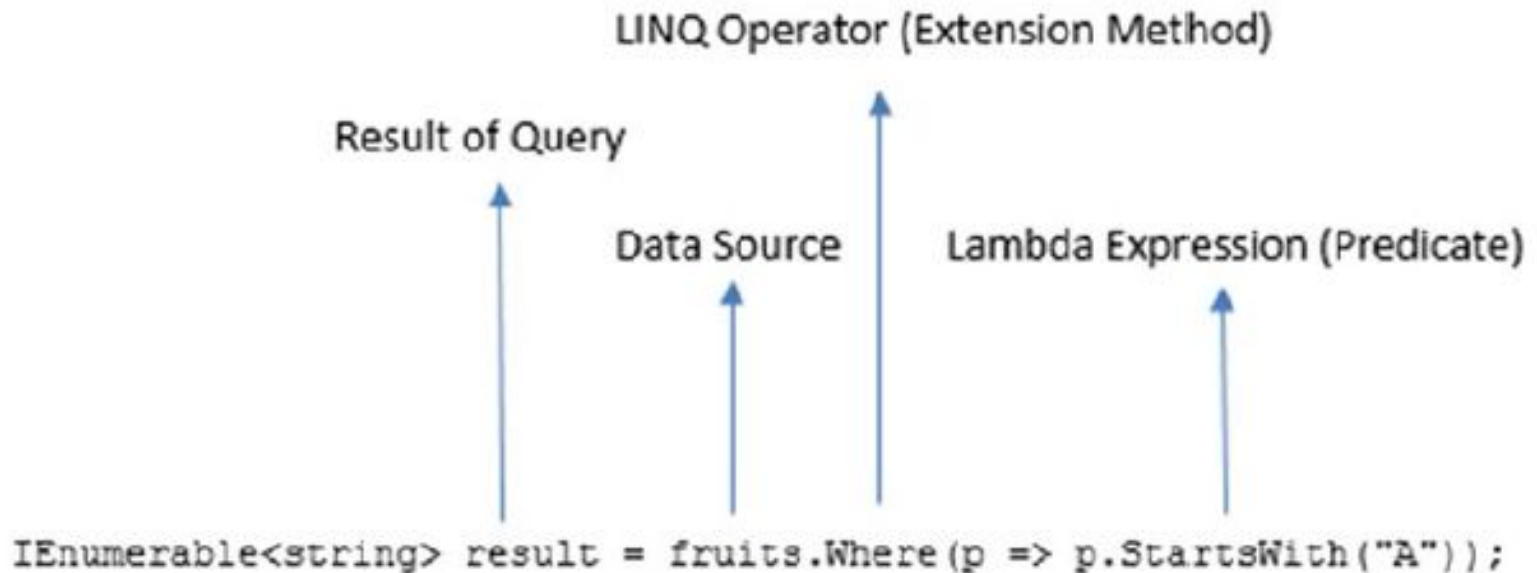 LINQ Operator (Extension Method)
Result of Query
Data Source
Lambda Expression (Predicate)
IEnumerable<string> result = fruits.Where(p => p.StartsWith("A"));